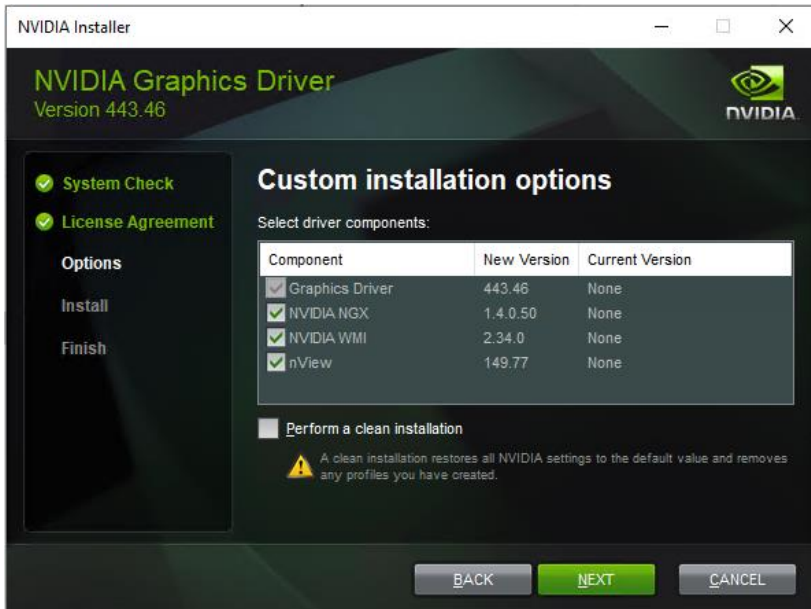 NVIDIA Installer
NVIDIA Graphics Driver
Version 443.46
NVIDIA.
System Check
License Agreement
Options
Install
Finish
Custom installation options
Select driver components:
Component New Version Current Version
Graphics Driver 443.46 None
NVIDIA NGX 1.4.0.50 None
NVIDIA WMI 2.34.0 None
nView 149.77 None
Perform a clean installation
A clean installation restores all NVIDIA settings to the default value and removes
any profiles you have created.
BACK NEXT CANCEL